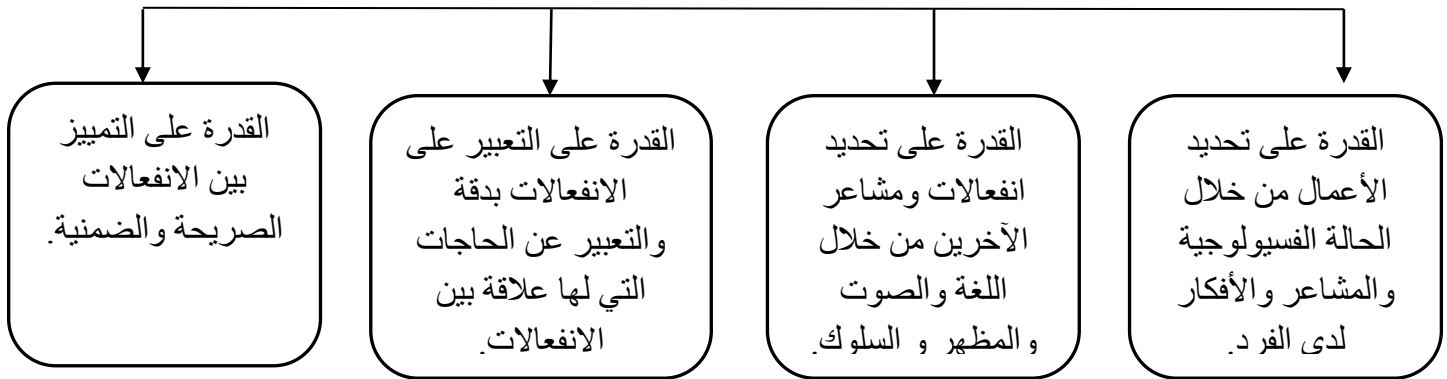 القدرة على تحديد
الأعمال من خلال
الحالة الفسيولوجية
والمشاعر والأفكار
لدى الفرد.
القدرة على تحديد
انفعالات ومشاعر
الآخرين من خلال
اللغة والصوت
والمظهر و السلوك.
القدرة على التعبير على
الانفعالات بدقة
والتعبير عن الحاجات
التي لها علاقة بين
الانفعالات.
القدرة على التمييز
بين الانفعالات
الصريحة والضمنية.